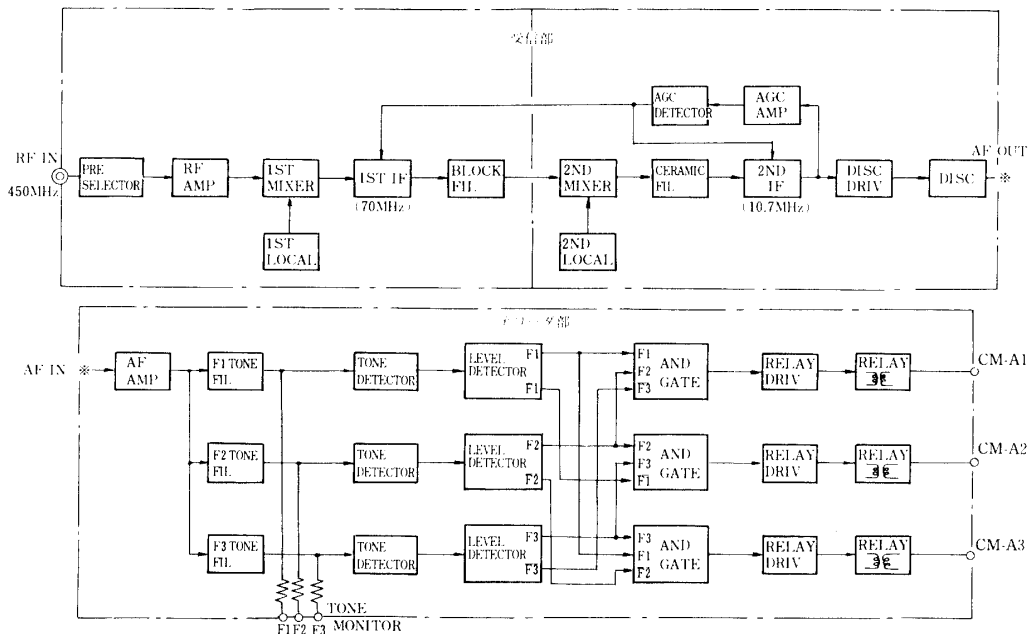 受信部
AGC
DETECTOR
AGC
AMP
RF IN
450MHz
PRE
SELECTOR
RF
AMP
1ST
MIXER
1ST IF
(70MHz)
BLOCK
FIL
2ND
MIXER
CERAMIC
FIL
2ND
IF
(10.7MHz)
DISC
DRIV
DISC
AF OUT
※
1ST
LOCAL
2ND
LOCAL
AF IN ※
AF
AMP
F1 TONE
FIL
TONE
DETECTOR
LEVEL
DETECTOR
F1
F1
F1
F2
F3
AND
GATE
RELAY
DRIV
RELAY
CM-A1
F2 TONE
FIL
TONE
DETECTOR
LEVEL
DETECTOR
F2
F2
F2
F3
F1
AND
GATE
RELAY
DRIV
RELAY
CM-A2
F3 TONE
FIL
TONE
DETECTOR
LEVEL
DETECTOR
F3
F3
F3
F1
F2
AND
GATE
RELAY
DRIV
RELAY
CM-A3
F1 F2 F3
TONE
MONITOR